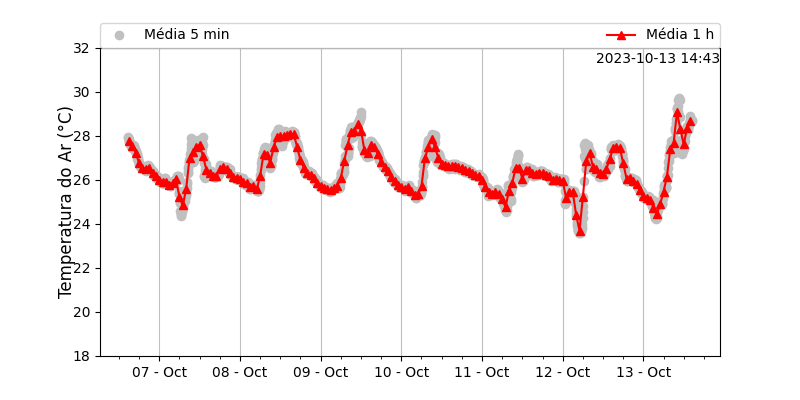 Média 5 min
Média 1 h
2023-10-13 14:43
Temperatura do Ar (°C)
32
30
28
26
24
22
20
18
07 - Oct
08 - Oct
09 - Oct
10 - Oct
11 - Oct
12 - Oct
13 - Oct